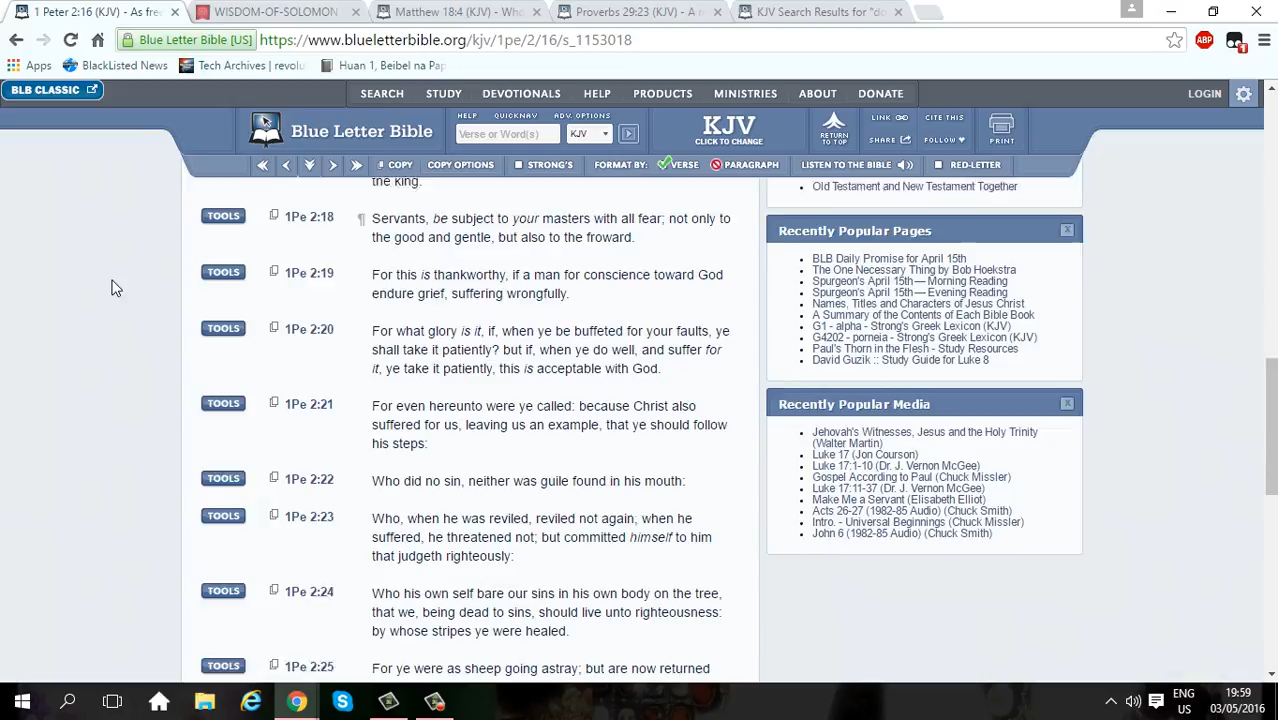 1 Peter 2:16 (KJV) - As fre
WISDOM-OF-SOLOMON
Matthew 18:4 (KJV) - Who
Proverbs 29:23 (KJV) - A m
KJV Search Results for "do
Blue Letter Bible [US]
https://www.blueletterbible.org/kjv/1pe/2/16/s_1153018
ABP
Apps
BlackListed News
Tech Archives | revolu
Huan 1, Beibel na Pap
BLB CLASSIC
SEARCH STUDY DEVOTIONALS HELP PRODUCTS MINISTRIES ABOUT DONATE
LOGIN
Blue Letter Bible
HELP QUICKNAV ADV. OPTIONS
Verse or Word(s)
KJV
KJV
CLICK TO CHANGE
RETURN
TO TOP
LINK
CITE THIS
SHARE
FOLLOW
PRINT
COPY COPY OPTIONS STRONG'S FORMAT BY: VERSE PARAGRAPH LISTEN TO THE BIBLE RED-LETTER
the king.
TOOLS 1Pe 2:18 ¶ Servants, be subject to your masters with all fear; not only to
the good and gentle, but also to the froward.
TOOLS 1Pe 2:19 For this is thankworthy, if a man for conscience toward God
endure grief, suffering wrongfully.
TOOLS 1Pe 2:20 For what glory is it, if, when ye be buffeted for your faults, ye
shall take it patiently? but if, when ye do well, and suffer for
it, ye take it patiently, this is acceptable with God.
TOOLS 1Pe 2:21 For even hereunto were ye called: because Christ also
suffered for us, leaving us an example, that ye should follow
his steps:
TOOLS 1Pe 2:22 Who did no sin, neither was guile found in his mouth:
TOOLS 1Pe 2:23 Who, when he was reviled, reviled not again; when he
suffered, he threatened not; but committed himself to him
that judgeth righteously:
TOOLS 1Pe 2:24 Who his own self bare our sins in his own body on the tree,
that we, being dead to sins, should live unto righteousness:
by whose stripes ye were healed.
TOOLS 1Pe 2:25 For ye were as sheep going astray; but are now returned
Old Testament and New Testament Together
Recently Popular Pages
BLB Daily Promise for April 15th
The One Necessary Thing by Bob Hoekstra
Spurgeon's April 15th — Morning Reading
Spurgeon's April 15th — Evening Reading
Names, Titles and Characters of Jesus Christ
A Summary of the Contents of Each Bible Book
G1 - alpha - Strong's Greek Lexicon (KJV)
G4202 - porneia - Strong's Greek Lexicon (KJV)
Paul's Thorn in the Flesh - Study Resources
David Guzik :: Study Guide for Luke 8
Recently Popular Media
Jehovah's Witnesses, Jesus and the Holy Trinity
(Walter Martin)
Luke 17 (Jon Courson)
Luke 17:1-10 (Dr. J. Vernon McGee)
Gospel According to Paul (Chuck Missler)
Luke 17:11-37 (Dr. J. Vernon McGee)
Make Me a Servant (Elisabeth Elliot)
Acts 26-27 (1982-85 Audio) (Chuck Smith)
Intro. - Universal Beginnings (Chuck Missler)
John 6 (1982-85 Audio) (Chuck Smith)
ENG
US
19:59
03/05/2016